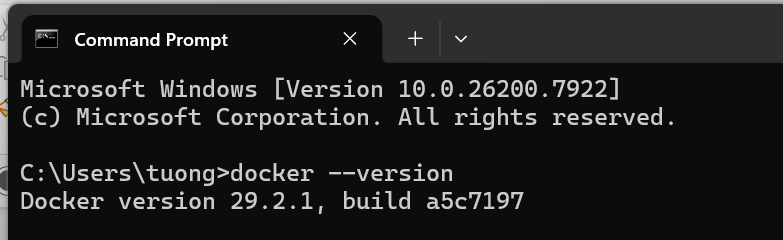 Command Prompt
Microsoft Windows [Version 10.0.26200.7922]
(c) Microsoft Corporation. All rights reserved.
C:\Users\tuong>docker --version
Docker version 29.2.1, build a5c7197